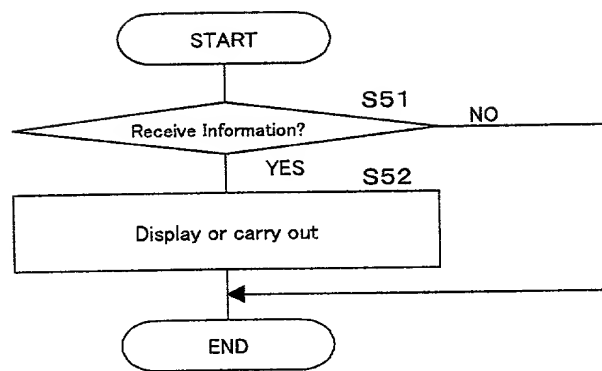 START
S51
Receive Information?
NO
YES
S52
Display or carry out
END